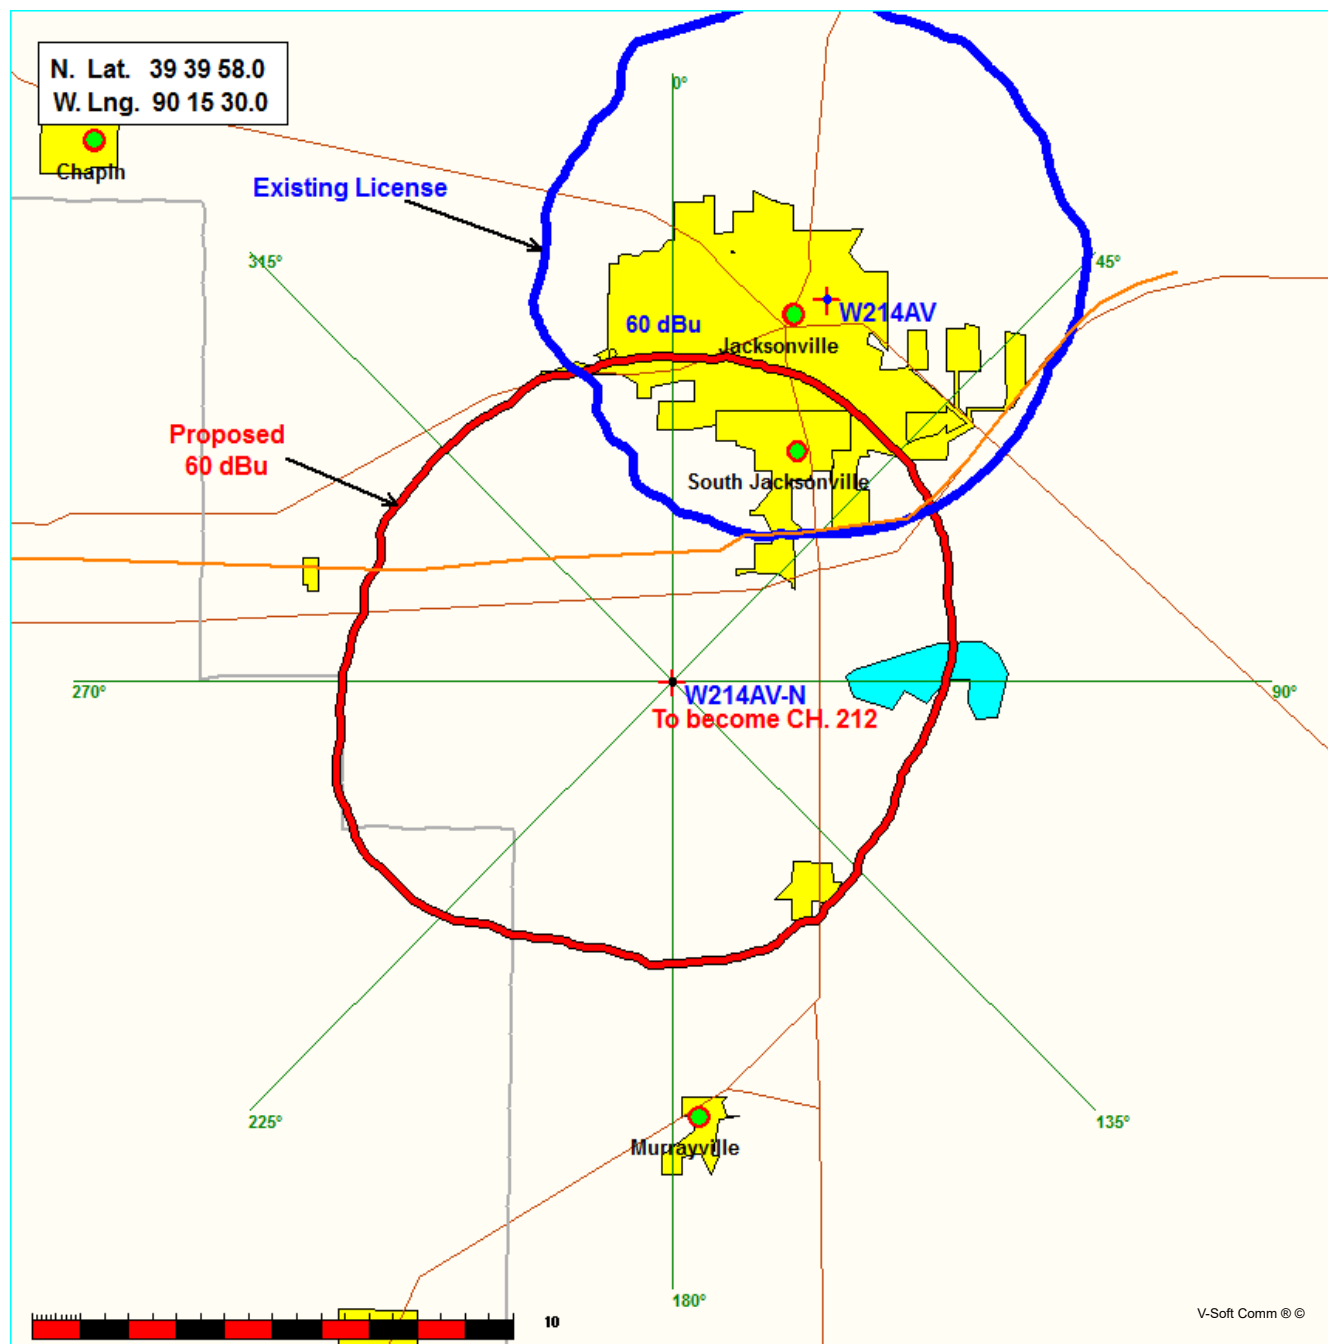 N. Lat. 39 39 58.0
W. Lng. 90 15 30.0
0°
Chapin
Existing License
315°
45°
W214AV
60 dBu
Jacksonville
Proposed
60 dBu
South Jacksonville
270°
90°
W214AV-N
To become CH. 212
225°
135°
Murrayville
180°
10
V-Soft Comm ® ©